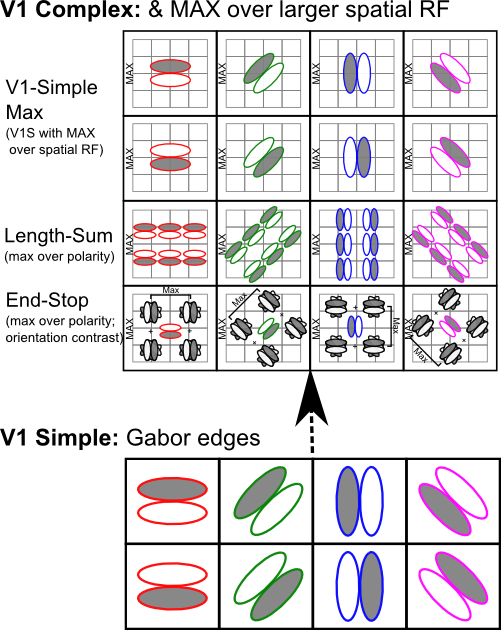 V1 Complex: & MAX over larger spatial RF
V1-Simple
Max
(V1S with MAX
over spatial RF)
MAX
MAX
MAX
MAX
MAX
MAX
MAX
MAX
Length-Sum
(max over polarity)
MAX
MAX
MAX
MAX
End-Stop
(max over polarity;
orientation contrast)
MAX
Max
+
+
MAX
Max
×
×
MAX
Max
+
+
MAX
Max
×
×
V1 Simple: Gabor edges